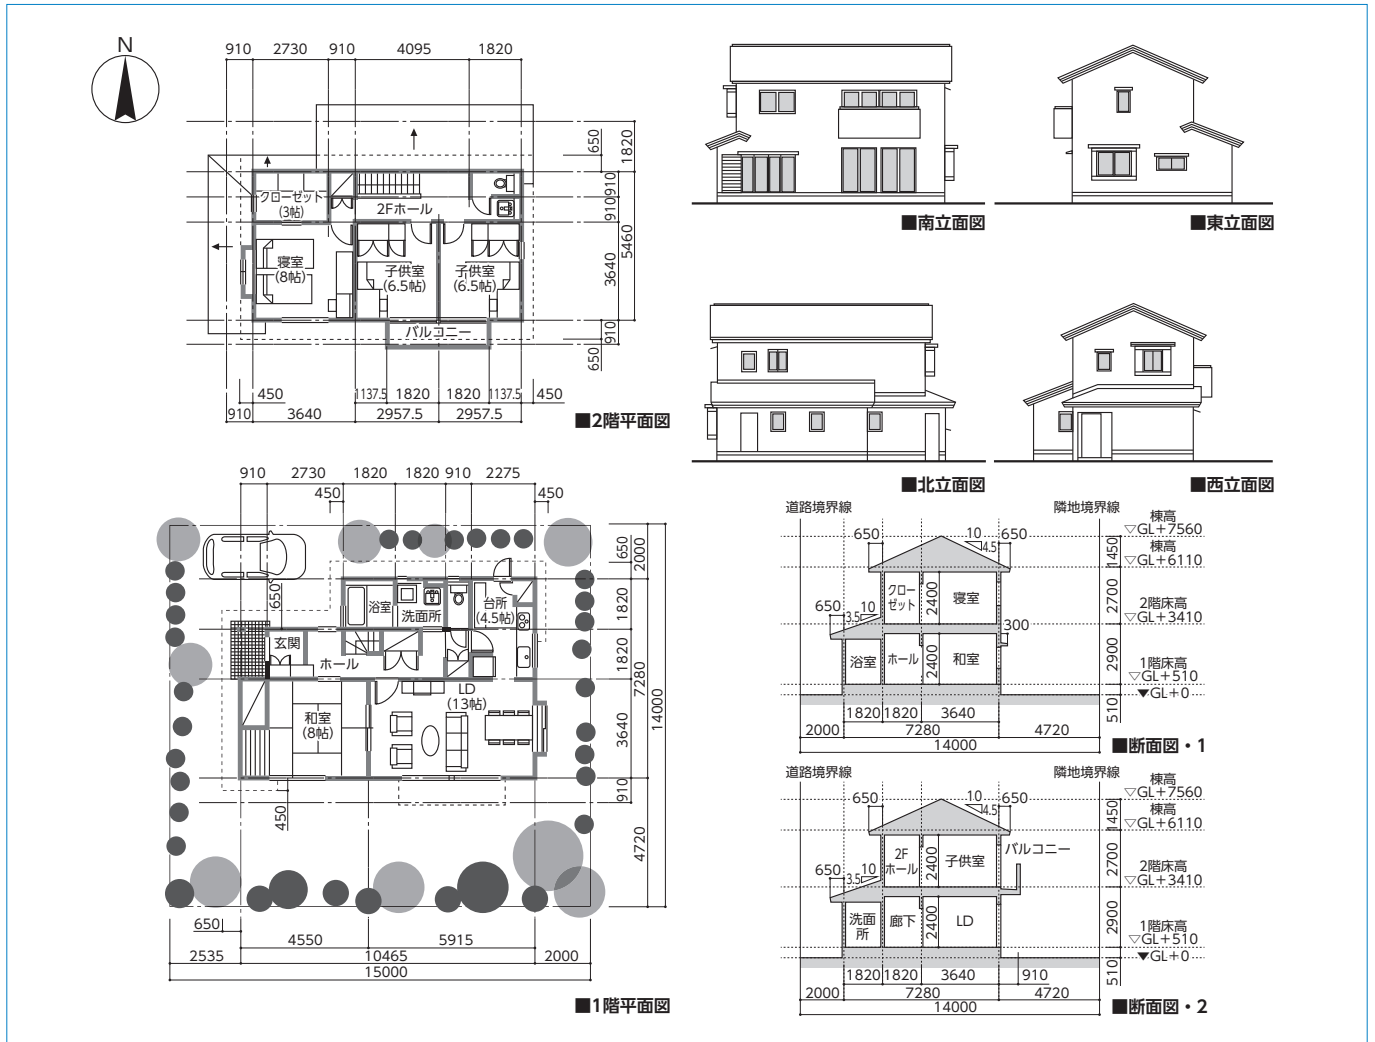 N
910 2730 910 4095 1820
650
1820
クローゼット
(3帖)
2Fホール
910
910
5460
寝室
(8帖)
子供室
(6.5帖)
子供室
(6.5帖)
3640
バルコニー
910
650
450 1137.5 1820 1820 1137.5 450
910 3640 2957.5 2957.5
■2階平面図
■南立面図
■東立面図
■北立面図
■西立面図
910 2730 1820 1820 910 2275
450 450
650
2000
650
浴室
洗面所
台所
(4.5帖)
1820
玄関
ホール
1820
7280
14000
LD
(13帖)
和室
(8帖)
3640
910
450
4720
650
4550 5915
2535 10465 2000
15000
■1階平面図
道路境界線 隣地境界線
棟高
▽GL+7560
650 10 4.5 650
1450
棟高
▽GL+6110
クロー
ゼット
2400
寝室
2700
650 10 3.5
2階床高
▽GL+3410
300
浴室
ホール
2400
和室
2900
1階床高
▽GL+510
▼GL+0
510
1820 1820 3640
2000 7280 4720
14000
■断面図・1
道路境界線 隣地境界線
棟高
▽GL+7560
650 10 4.5 650
1450
棟高
▽GL+6110
2F
ホール
2400
子供室
バルコニー
2700
650 10 3.5
2階床高
▽GL+3410
洗面
所
廊下
2400
LD
2900
1階床高
▽GL+510
▼GL+0
510
1820 1820 3640 910
2000 7280 4720
14000
■断面図・2